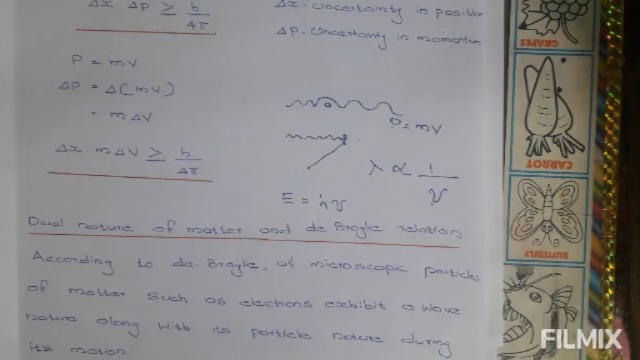 Δx Δp ≥ h/4π
Δx - Uncertainty in position
Δp - Uncertainty in momentum
P = mv
Δp = Δ(mv)
= mΔv
P = mv
Δx mΔv ≥ h/4π
λ ∝ 1/ν
E = hν
Dual nature of matter and de Broglie relation
According to de Broglie, all microscopic particles
of matter such as electrons exhibit a wave
nature along with its particle nature during
its motion
GRAPES
CARROT
BUTTERFLY
FILMIX